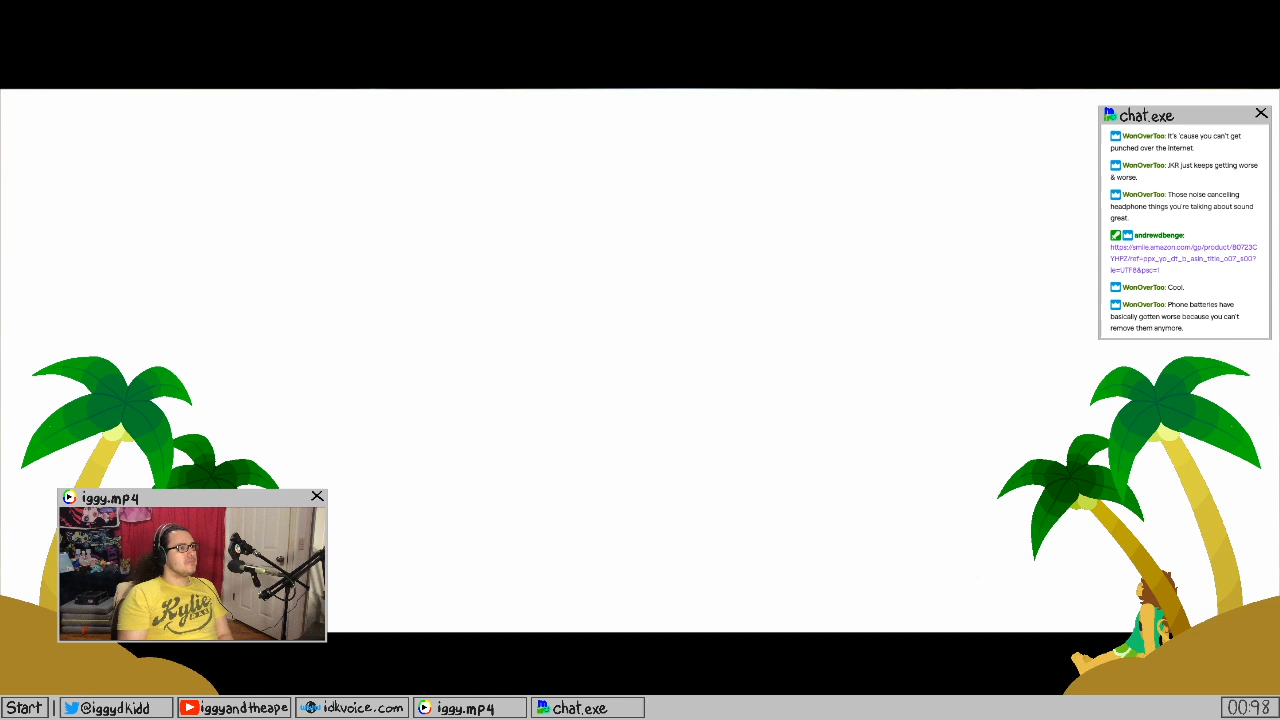 chat.exe
WonOverToo: It's 'cause you can't get
punched over the internet.
WonOverToo: JKR just keeps getting worse
& worse.
WonOverToo: Those noise cancelling
headphone things you're talking about sound
great.
andrewdbenge:
https://smile.amazon.com/gp/product/B0723C
YHPZ/ref=ppx_yo_dt_b_asin_title_o07_s00?
ie=UTF8&psc=1
WonOverToo: Cool.
WonOverToo: Phone batteries have
basically gotten worse because you can't
remove them anymore.
iggy.mp4
Kylie
Start
@iggydkidd
iggyandtheape
idkvoice.com
iggy.mp4
chat.exe
00:98